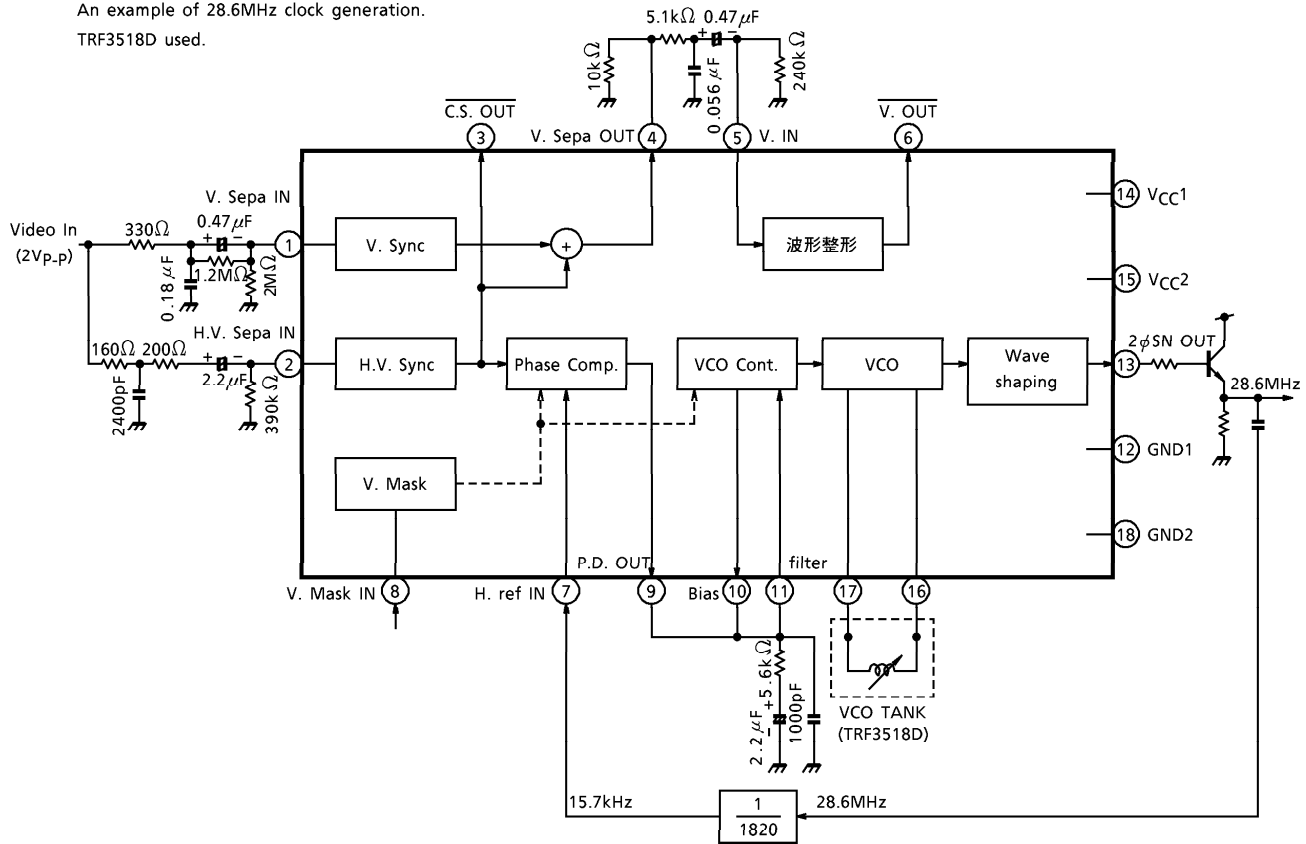 An example of 28.6MHz clock generation.
TRF3518D used.
5.1kΩ 0.47μF
+ −
10kΩ
0.056μF
240kΩ
C.S. OUT
3
V. Sepa OUT 4
5 V. IN
V. OUT
6
V. Sepa IN
Video In
(2Vp-p)
330Ω
0.47μF
+ −
1
0.18μF
1.2MΩ
2MΩ
V. Sync
+
波形整形
14 VCC1
15 VCC2
H.V. Sepa IN
160Ω 200Ω
+ −
2
2400pF
2.2μF
390kΩ
H.V. Sync
Phase Comp.
VCO Cont.
VCO
Wave
shaping
2φSN OUT
13
28.6MHz
12 GND1
V. Mask
18 GND2
P.D. OUT
filter
V. Mask IN 8
H. ref IN 7
9
Bias 10
11
17
16
2.2μF
− +
5.6kΩ
1000pF
VCO TANK
(TRF3518D)
15.7kHz
1
1820
28.6MHz